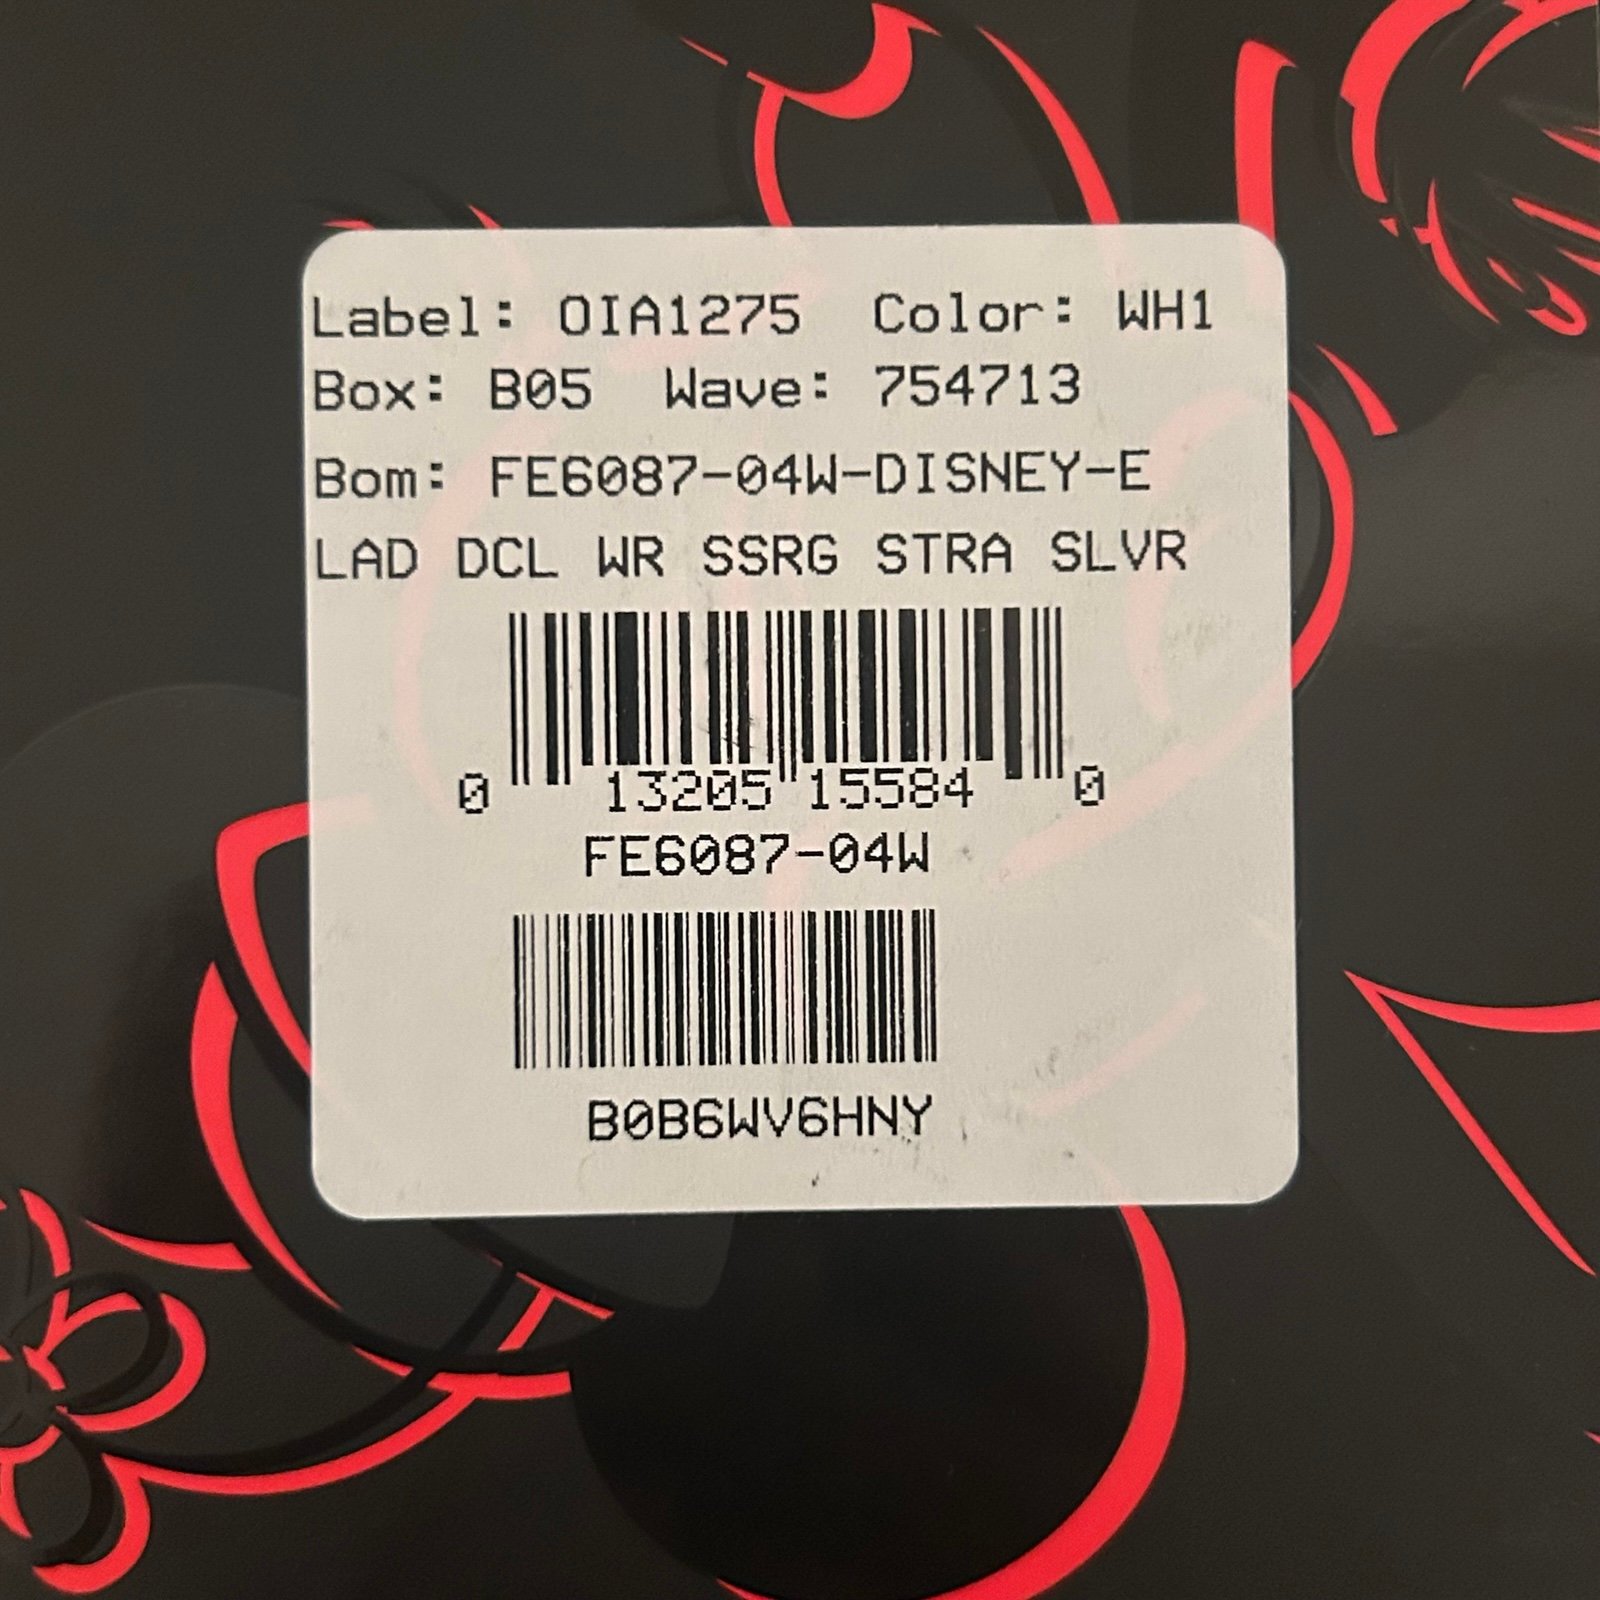 Label: OIA1275 Color: WH1
Box: B05 Wave: 754713
Bom: FE6087-04W-DISNEY-E
LAD DCL WR SSRG STRA SLVR
0 13205 15584 0
FE6087-04W
B0B6WV6HNY